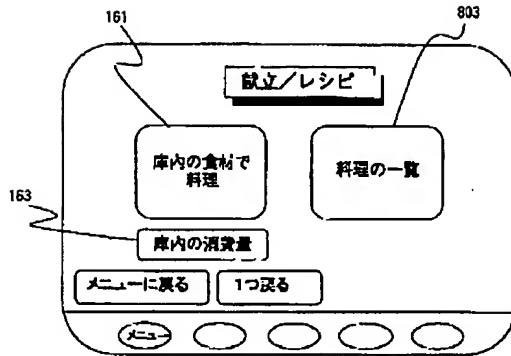 161
803
献立/レシピ
庫内の食材で
料理
料理の一覧
163
庫内の消費量
メニューに戻る
1つ戻る
メニュー